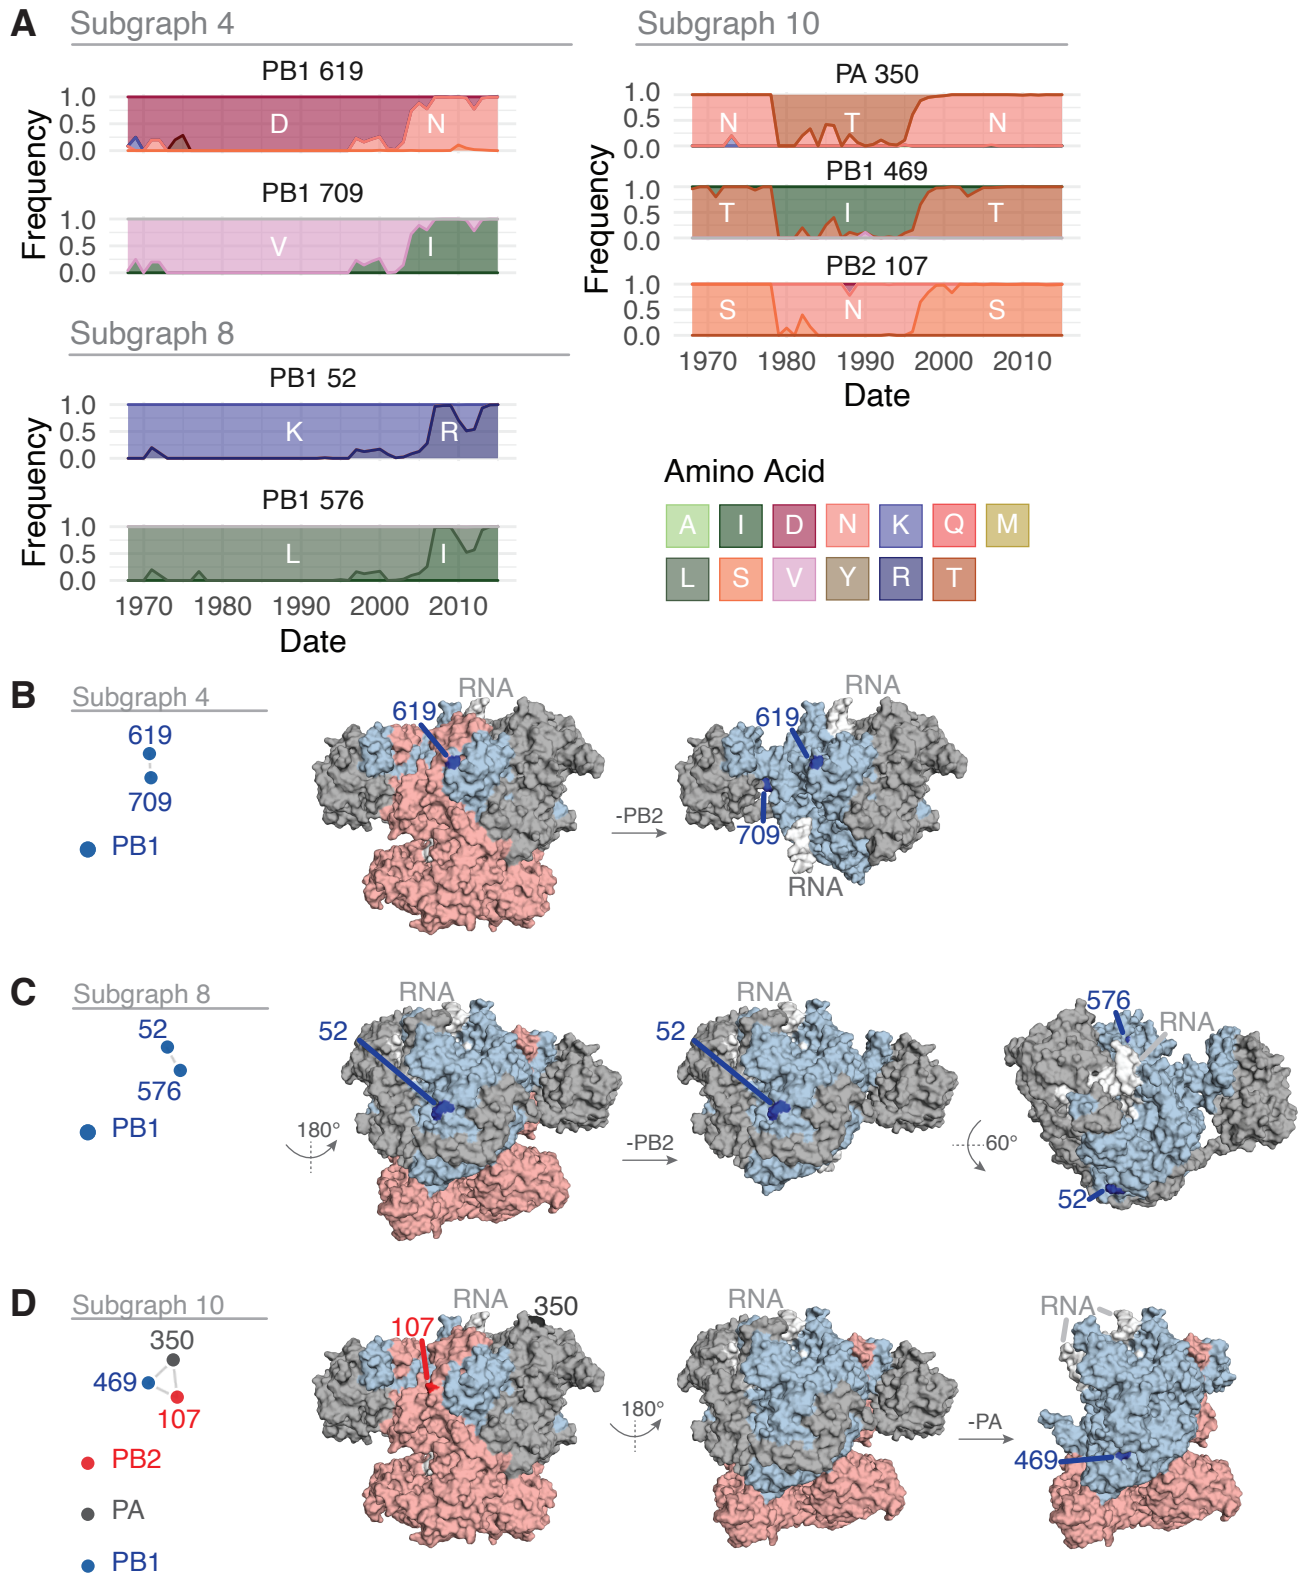 A
Subgraph 4
PB1 619
1.0
0.5
0.0
D
N
PB1 709
1.0
0.5
0.0
V
I
Frequency
Subgraph 8
PB1 52
1.0
0.5
0.0
K
R
PB1 576
1.0
0.5
0.0
L
I
Frequency
1970 1980 1990 2000 2010
Date
Subgraph 10
PA 350
1.0
0.5
0.0
N
T
N
PB1 469
1.0
0.5
0.0
T
I
T
PB2 107
1.0
0.5
0.0
S
N
S
Frequency
1970 1980 1990 2000 2010
Date
Amino Acid
A I D N K Q M
L S V Y R T
B
Subgraph 4
619
709
PB1
RNA
619
-PB2
RNA
619
709
RNA
C
Subgraph 8
52
576
PB1
180°
RNA
52
-PB2
RNA
52
60°
576
RNA
52
D
Subgraph 10
350
469
107
PB2
PA
PB1
RNA
350
107
180°
RNA
-PA
RNA
469